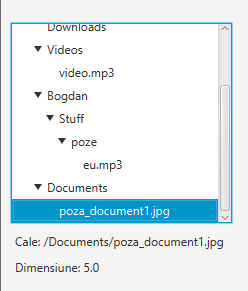 Downloads
Videos
video.mp3
Bogdan
Stuff
poze
eu.mp3
Documents
poza_document1.jpg
Cale: /Documents/poza_document1.jpg
Dimensiune: 5.0